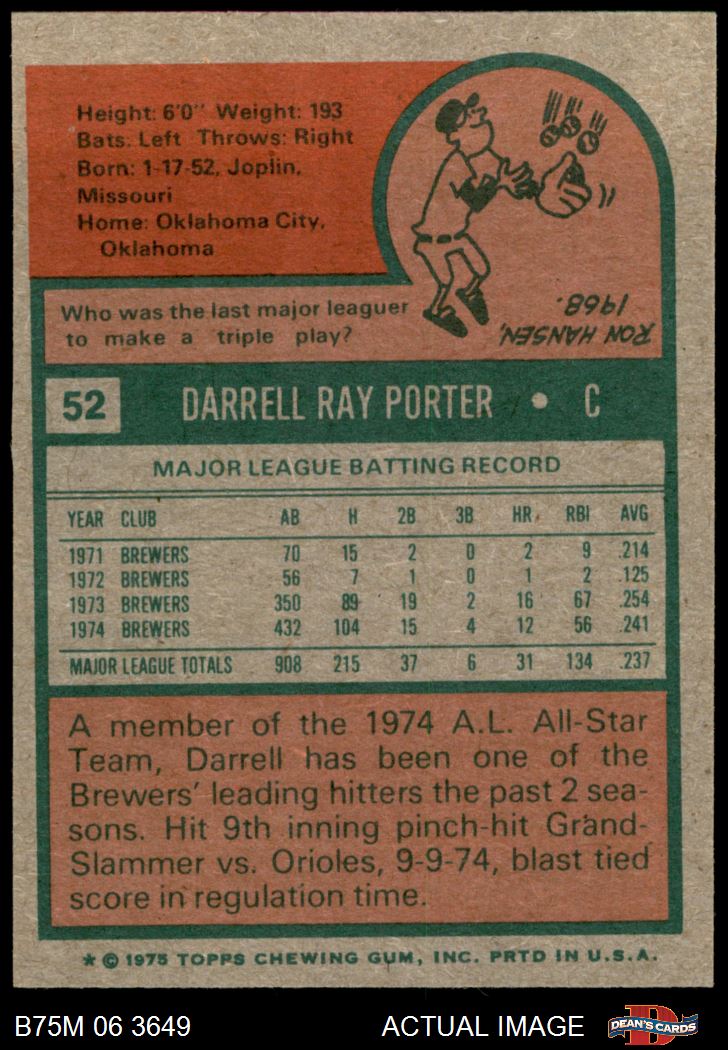 Height: 6'0" Weight: 193
Bats: Left Throws: Right
Born: 1-17-52, Joplin,
Missouri
Home: Oklahoma City,
Oklahoma
Who was the last major leaguer
to make a triple play?
RON HANSEN,
1968.
52 DARRELL RAY PORTER • C
MAJOR LEAGUE BATTING RECORD
YEAR CLUB AB H 2B 3B HR. RBI AVG
1971 BREWERS 70 15 2 0 2 9 .214
1972 BREWERS 56 7 1 0 1 2 .125
1973 BREWERS 350 89 19 2 16 67 .254
1974 BREWERS 432 104 15 4 12 56 .241
MAJOR LEAGUE TOTALS 908 215 37 6 31 134 .237
A member of the 1974 A.L. All-Star
Team, Darrell has been one of the
Brewers' leading hitters the past 2 sea-
sons. Hit 9th inning pinch-hit Grand-
Slammer vs. Orioles, 9-9-74, blast tied
score in regulation time.
* © 1975 TOPPS CHEWING GUM, INC. PRTD IN U.S.A.
B75M 06 3649 ACTUAL IMAGE DEAN'S CARDS